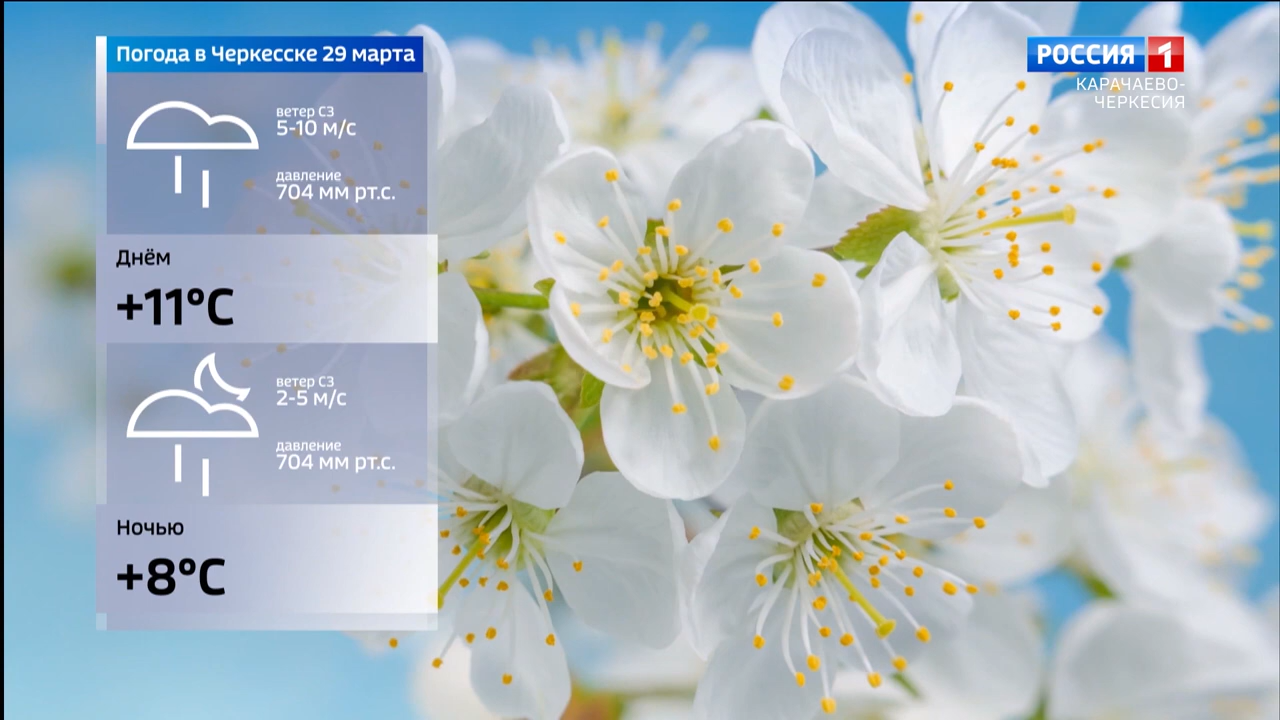 Погода в Черкесске 29 марта
ветер СЗ
5-10 м/с
давление
704 мм рт.с.
Днём
+11°С
ветер СЗ
2-5 м/с
давление
704 мм рт.с.
Ночью
+8°С
РОССИЯ 1
КАРАЧАЕВО-
ЧЕРКЕСИЯ